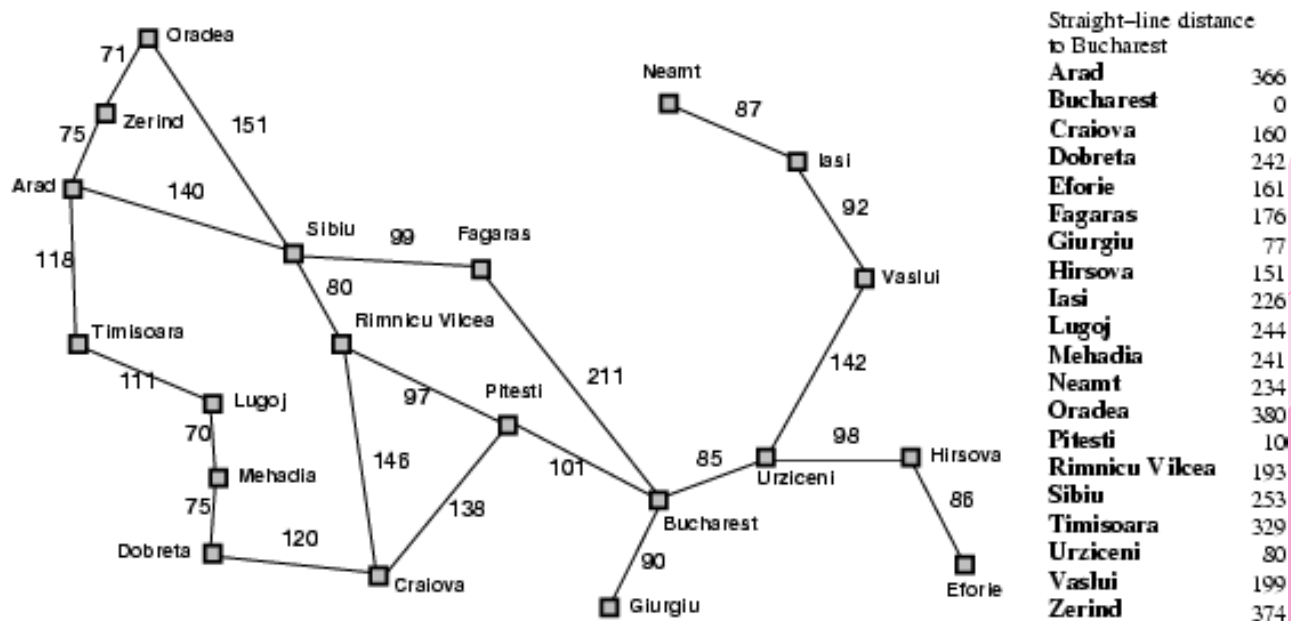 Oradea
71
Neamt
Zerind
87
75
151
Iasi
Arad
140
92
Sibiu
99
Fagaras
118
80
Vaslui
Timisoara
Rimnicu Vilcea
142
111
211
Lugoj
97
Pitesti
70
98
Hirsova
146
101
85
Urziceni
Mehadia
75
138
86
Bucharest
Dobreta
120
90
Craiova
Eforie
Giurgiu
Straight–line distance
to Bucharest
Arad 366
Bucharest 0
Craiova 160
Dobreta 242
Eforie 161
Fagaras 176
Giurgiu 77
Hirsova 151
Iasi 226
Lugoj 244
Mehadia 241
Neamt 234
Oradea 380
Pitesti 10
Rimnicu Vilcea 193
Sibiu 253
Timisoara 329
Urziceni 80
Vaslui 199
Zerind 374